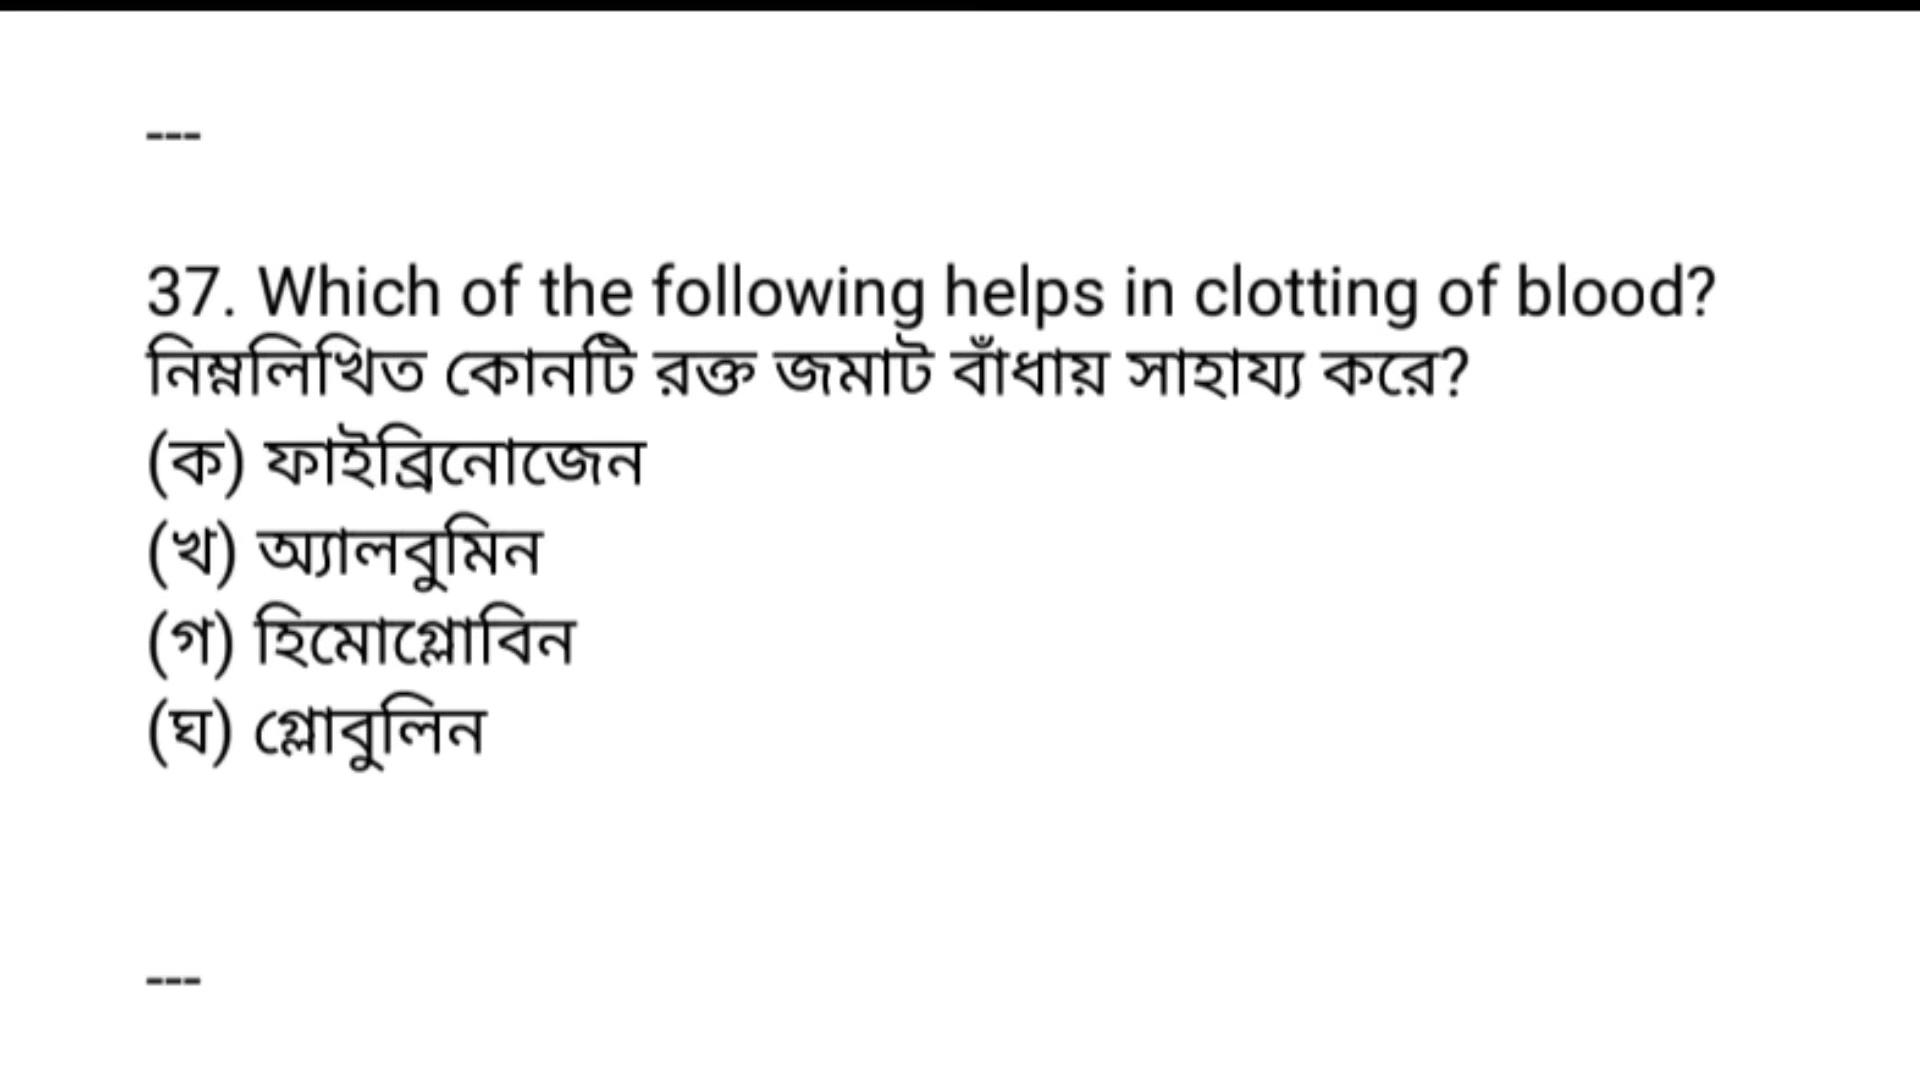 ---
37. Which of the following helps in clotting of blood?
নিম্নলিখিত কোনটি রক্ত জমাট বাঁধায় সাহায্য করে?
(ক) ফাইব্রিনোজেন
(খ) অ্যালবুমিন
(গ) হিমোগ্লোবিন
(ঘ) গ্লোবুলিন
---